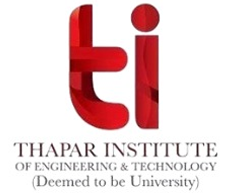 ti
THAPAR INSTITUTE
OF ENGINEERING & TECHNOLOGY
(Deemed to be University)